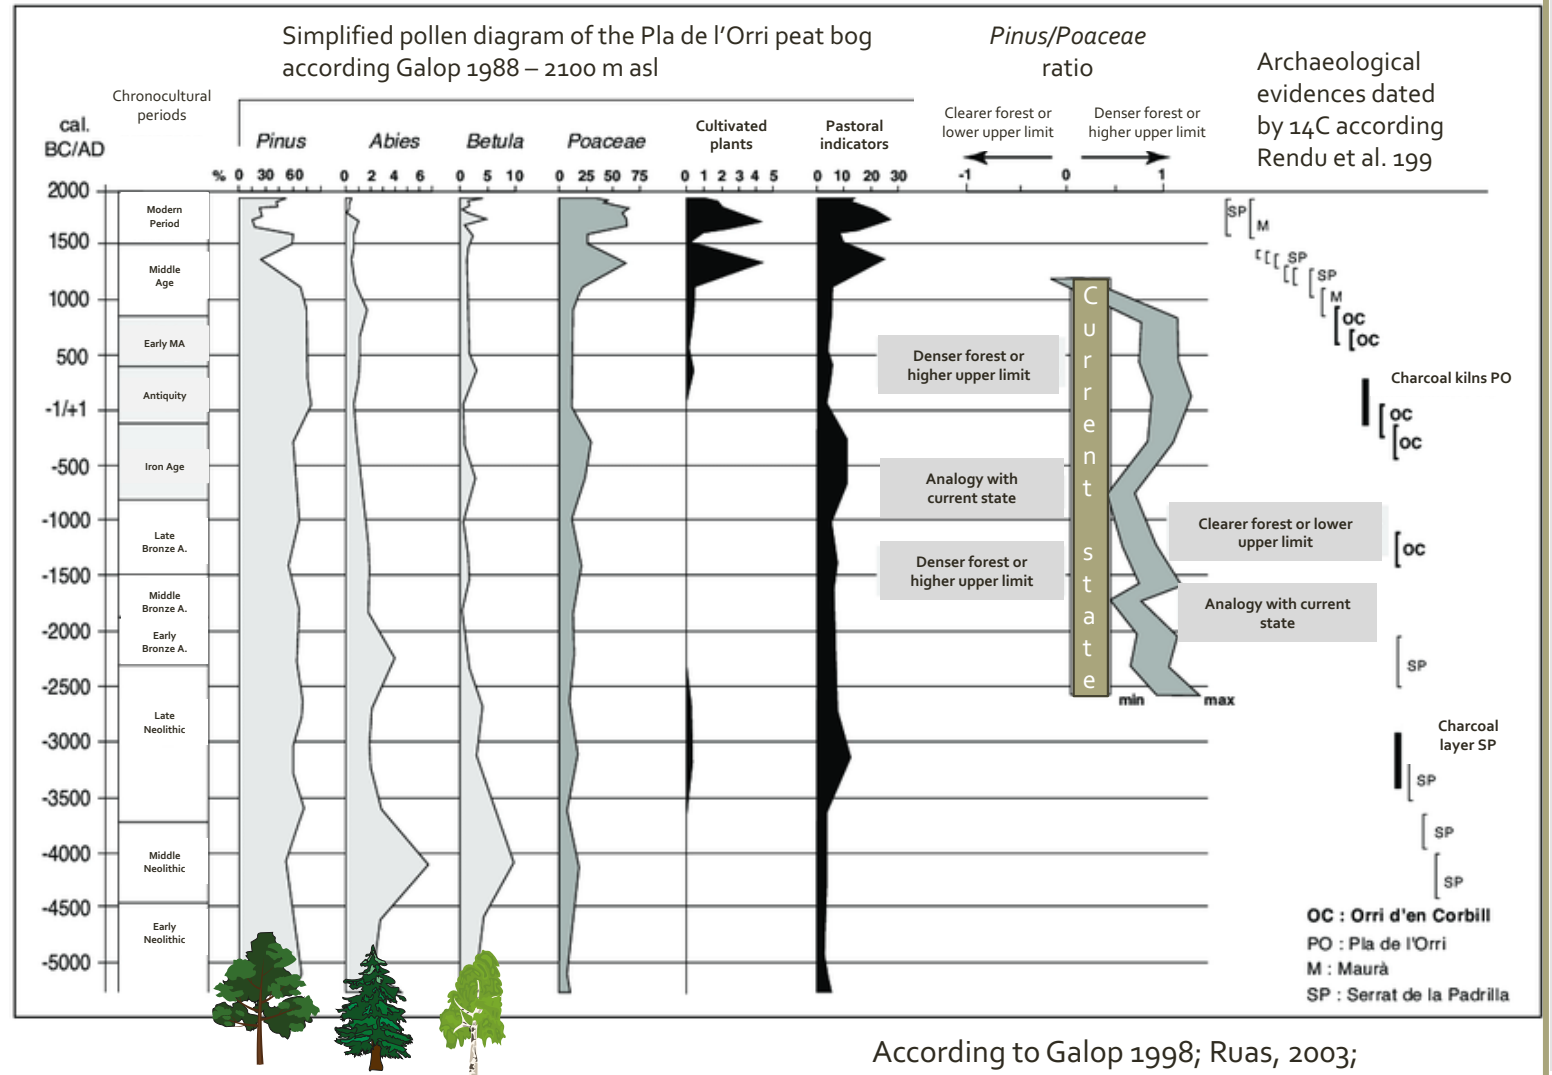 Simplified pollen diagram of the Pla de l'Orri peat bog
according Galop 1988 – 2100 m asl
Pinus/Poaceae
ratio
Archaeological
evidences dated
by 14C according
Rendu et al. 199
Chronocultural
periods
cal.
BC/AD
Pinus
Abies
Betula
Poaceae
Cultivated
plants
Pastoral
indicators
Clearer forest or
lower upper limit
Denser forest or
higher upper limit
% 0 30 60
0 2 4 6
0 5 10
0 25 50 75
0 1 2 3 4 5
0 10 20 30
-1 0 1
2000
1500
1000
500
-1/+1
-500
-1000
-1500
-2000
-2500
-3000
-3500
-4000
-4500
-5000
Modern
Period
Middle
Age
Early MA
Antiquity
Iron Age
Late
Bronze A.
Middle
Bronze A.
Early
Bronze A.
Late
Neolithic
Middle
Neolithic
Early
Neolithic
Denser forest or
higher upper limit
Analogy with
current state
Denser forest or
higher upper limit
Current state
Clearer forest or lower
upper limit
Analogy with current
state
min
max
SP
M
SP
SP
M
OC
OC
Charcoal kilns PO
OC
OC
OC
SP
Charcoal
layer SP
SP
SP
SP
OC : Orri d'en Corbill
PO : Pla de l'Orri
M : Maurà
SP : Serrat de la Padrilla
According to Galop 1998; Ruas, 2003;